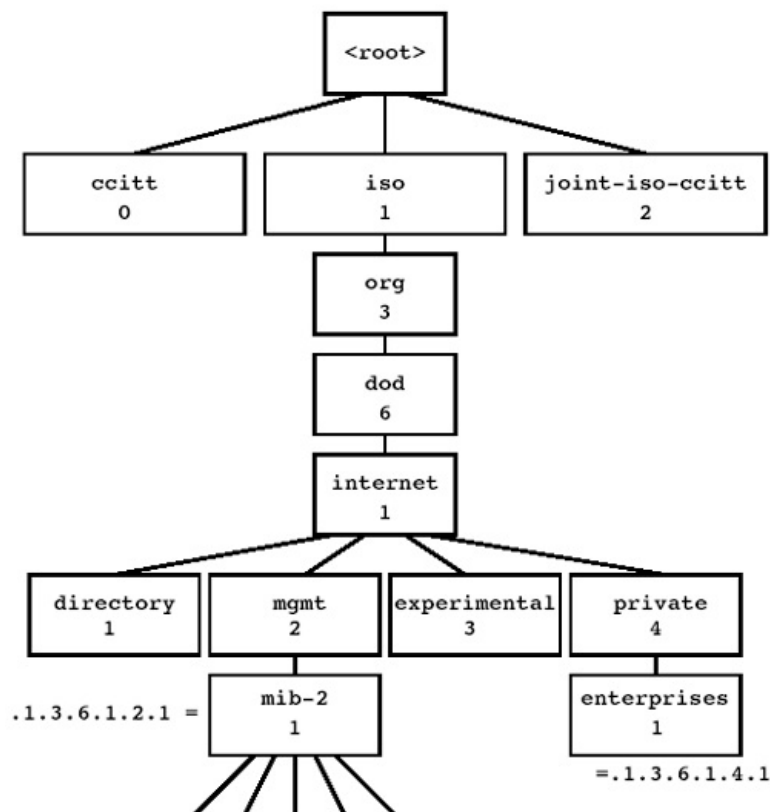 <root>
ccitt
0
iso
1
joint-iso-ccitt
2
org
3
dod
6
internet
1
directory
1
mgmt
2
experimental
3
private
4
.1.3.6.1.2.1 =
mib-2
1
enterprises
1
=.1.3.6.1.4.1